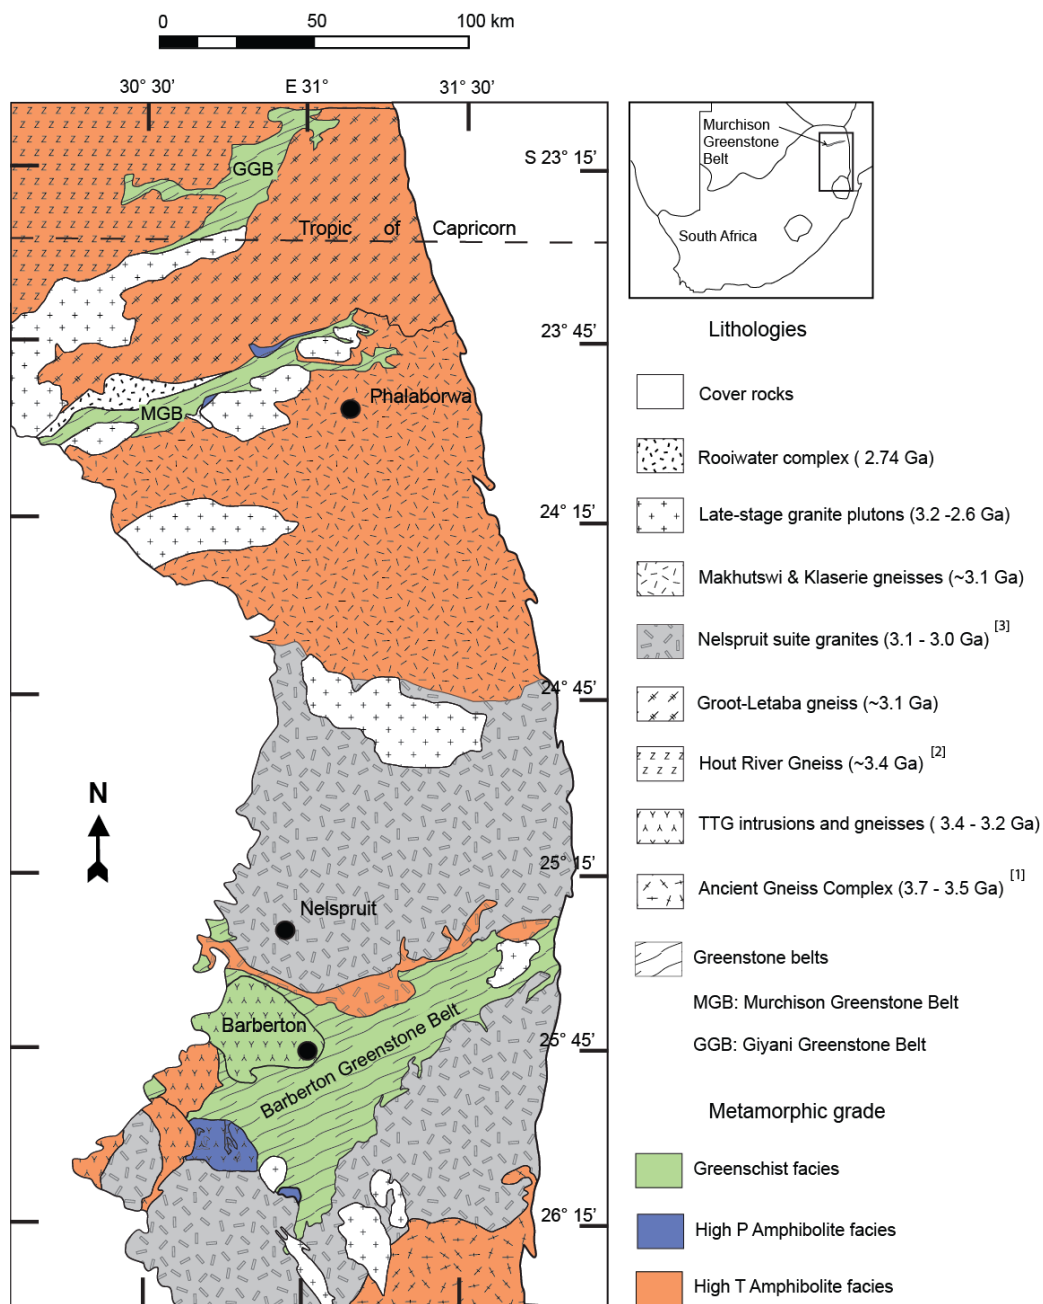 0 50 100 km
30° 30’ E 31° 31° 30’
S 23° 15’
GGB
Tropic of Capricorn
23° 45’
Phalaborwa
MGB
24° 15’
24° 45’
N
25° 15’
Nelspruit
Barberton
25° 45’
Barberton Greenstone Belt
26° 15’
Murchison
Greenstone
Belt
South Africa
Lithologies
Cover rocks
Rooiwater complex ( 2.74 Ga)
Late-stage granite plutons (3.2 -2.6 Ga)
Makhutswi & Klaserie gneisses (~3.1 Ga)
Nelspruit suite granites (3.1 - 3.0 Ga) [3]
Groot-Letaba gneiss (~3.1 Ga)
Hout River Gneiss (~3.4 Ga) [2]
TTG intrusions and gneisses ( 3.4 - 3.2 Ga)
Ancient Gneiss Complex (3.7 - 3.5 Ga) [1]
Greenstone belts
MGB: Murchison Greenstone Belt
GGB: Giyani Greenstone Belt
Metamorphic grade
Greenschist facies
High P Amphibolite facies
High T Amphibolite facies